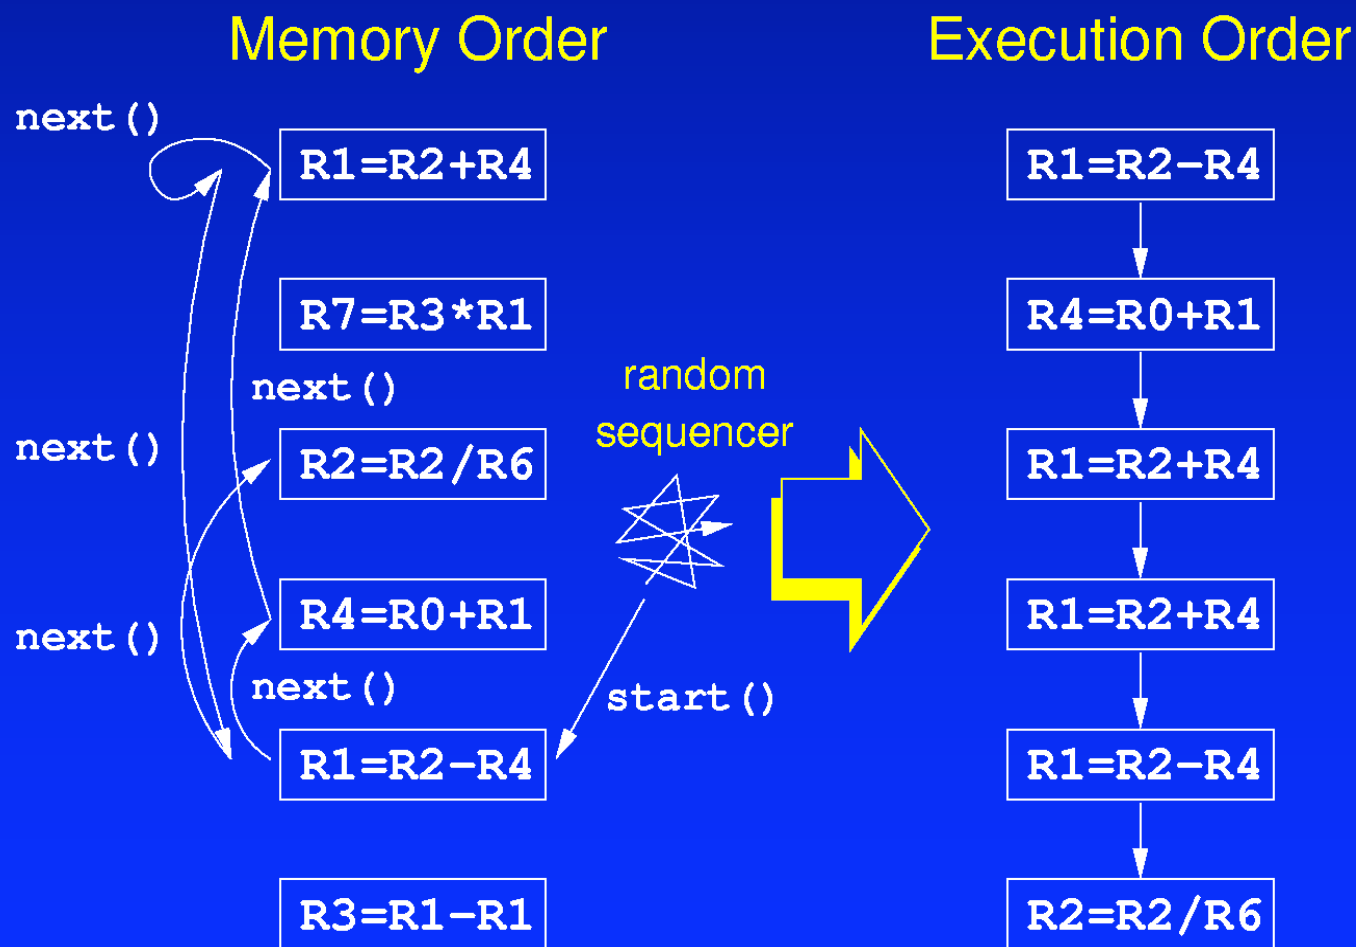 Memory Order
Execution Order
next()
R1=R2+R4
R1=R2−R4
R7=R3*R1
R4=R0+R1
random
sequencer
next()
next()
R2=R2/R6
R1=R2+R4
R4=R0+R1
R1=R2+R4
next()
next()
start()
R1=R2−R4
R1=R2−R4
R3=R1−R1
R2=R2/R6